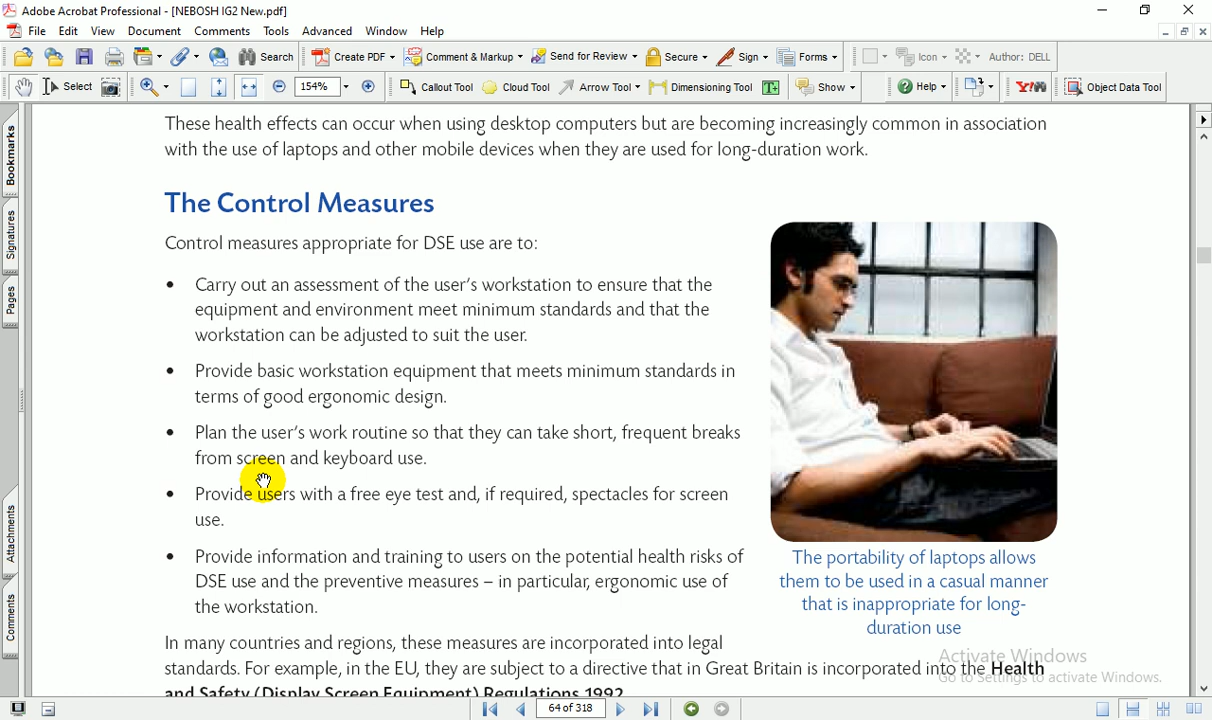 Adobe Acrobat Professional - [NEBOSH IG2 New.pdf]
File Edit View Document Comments Tools Advanced Window Help
Search Create PDF Comment & Markup Send for Review Secure Sign Forms Icon Author: DELL
Select 154% Callout Tool Cloud Tool Arrow Tool Dimensioning Tool Show Help Y! Object Data Tool
Bookmarks
Signatures
Pages
Attachments
Comments
These health effects can occur when using desktop computers but are becoming increasingly common in association
with the use of laptops and other mobile devices when they are used for long-duration work.
The Control Measures
Control measures appropriate for DSE use are to:
• Carry out an assessment of the user's workstation to ensure that the
equipment and environment meet minimum standards and that the
workstation can be adjusted to suit the user.
• Provide basic workstation equipment that meets minimum standards in
terms of good ergonomic design.
• Plan the user's work routine so that they can take short, frequent breaks
from screen and keyboard use.
• Provide users with a free eye test and, if required, spectacles for screen
use.
• Provide information and training to users on the potential health risks of
DSE use and the preventive measures – in particular, ergonomic use of
the workstation.
The portability of laptops allows
them to be used in a casual manner
that is inappropriate for long-
duration use
In many countries and regions, these measures are incorporated into legal
standards. For example, in the EU, they are subject to a directive that in Great Britain is incorporated into the Health
and Safety (Display Screen Equipment) Regulations 1992
Activate Windows
Go to Settings to activate Windows.
64 of 318